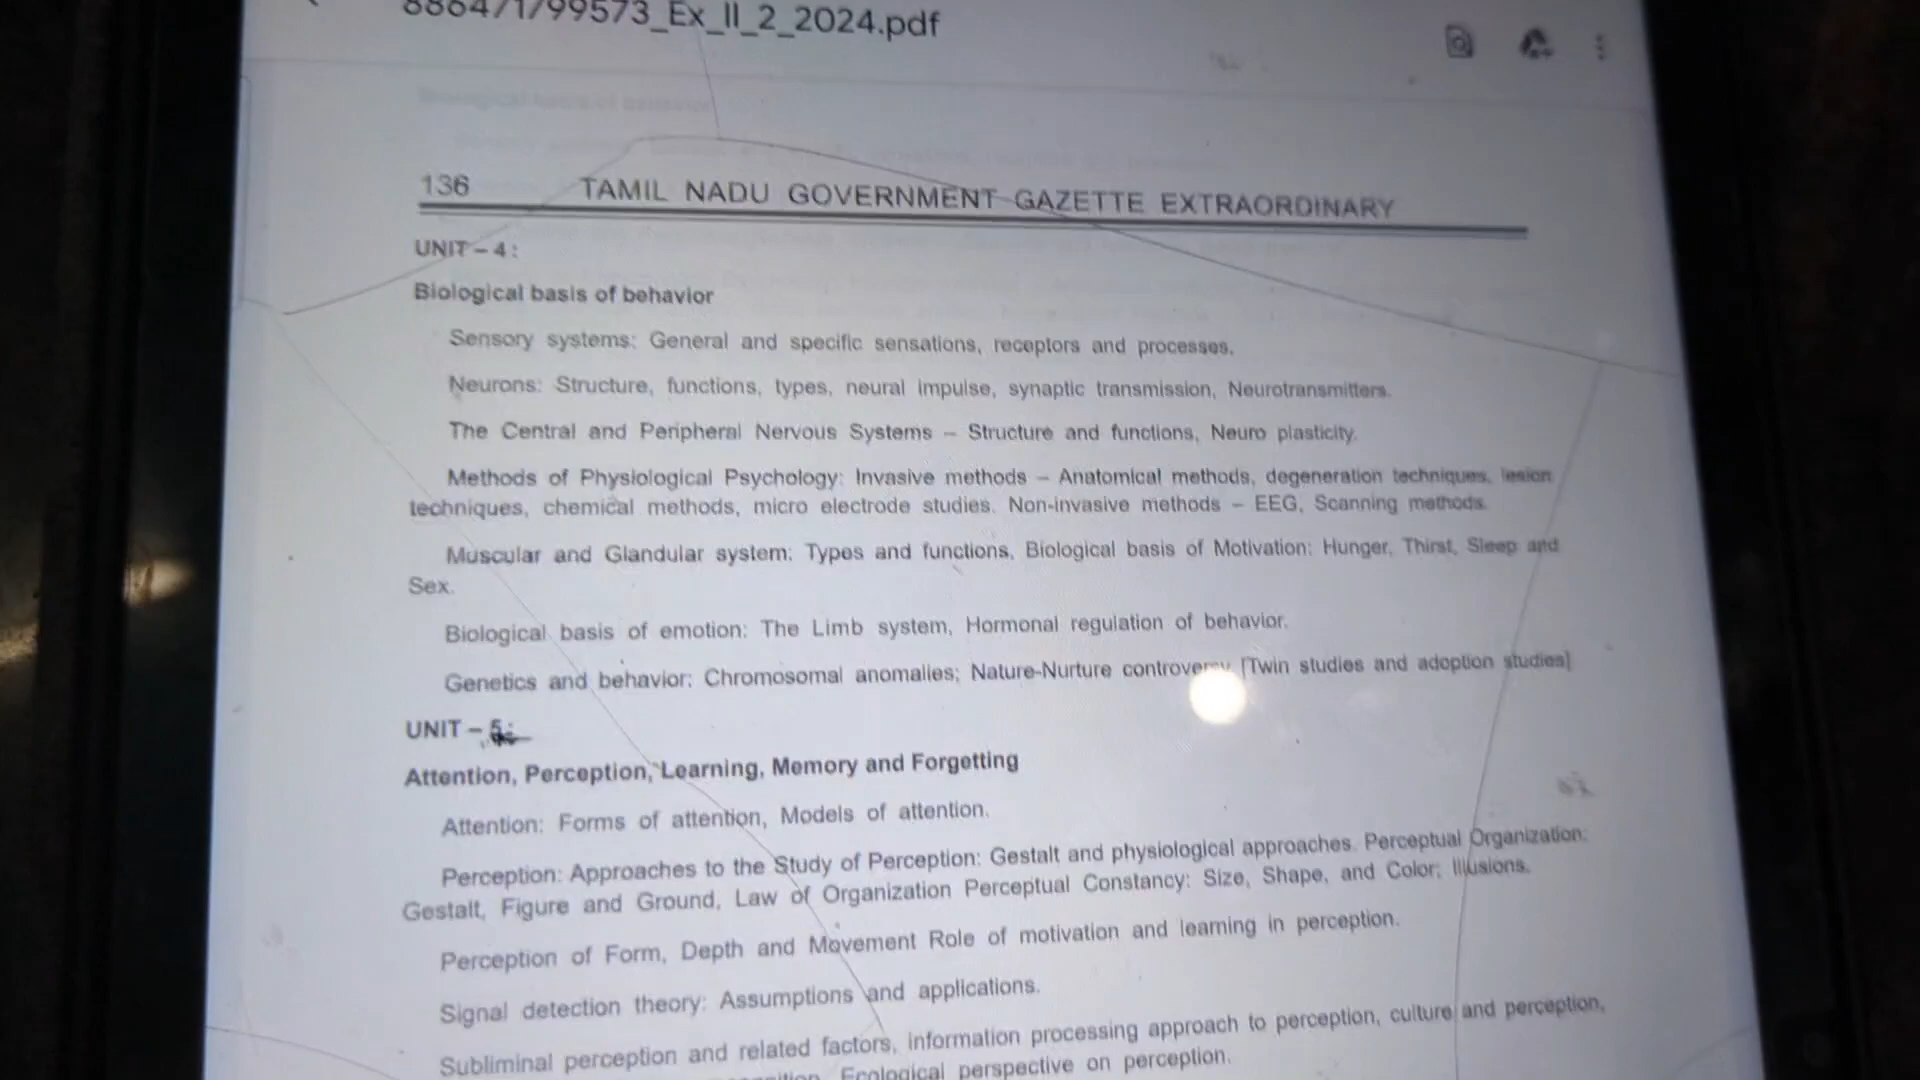 886471799573_Ex_II_2_2024.pdf
136 TAMIL NADU GOVERNMENT GAZETTE EXTRAORDINARY
UNIT – 4 :
Biological basis of behavior
Sensory systems: General and specific sensations, receptors and processes.
Neurons: Structure, functions, types, neural impulse, synaptic transmission, Neurotransmitters.
The Central and Peripheral Nervous Systems – Structure and functions, Neuro plasticity.
Methods of Physiological Psychology: Invasive methods – Anatomical methods, degeneration techniques, lesion
techniques, chemical methods, micro electrode studies. Non-invasive methods – EEG, Scanning methods.
Muscular and Glandular system: Types and functions, Biological basis of Motivation: Hunger, Thirst, Sleep and
Sex.
Biological basis of emotion: The Limb system, Hormonal regulation of behavior.
Genetics and behavior: Chromosomal anomalies; Nature-Nurture controversy [Twin studies and adoption studies]
UNIT – 5:
Attention, Perception, Learning, Memory and Forgetting
Attention: Forms of attention, Models of attention.
Perception: Approaches to the Study of Perception: Gestalt and physiological approaches. Perceptual Organization:
Gestalt, Figure and Ground, Law of Organization Perceptual Constancy: Size, Shape, and Color; Illusions.
Perception of Form, Depth and Movement Role of motivation and learning in perception.
Signal detection theory: Assumptions and applications.
Subliminal perception and related factors, information processing approach to perception, culture and perception,
Ecological perspective on perception.